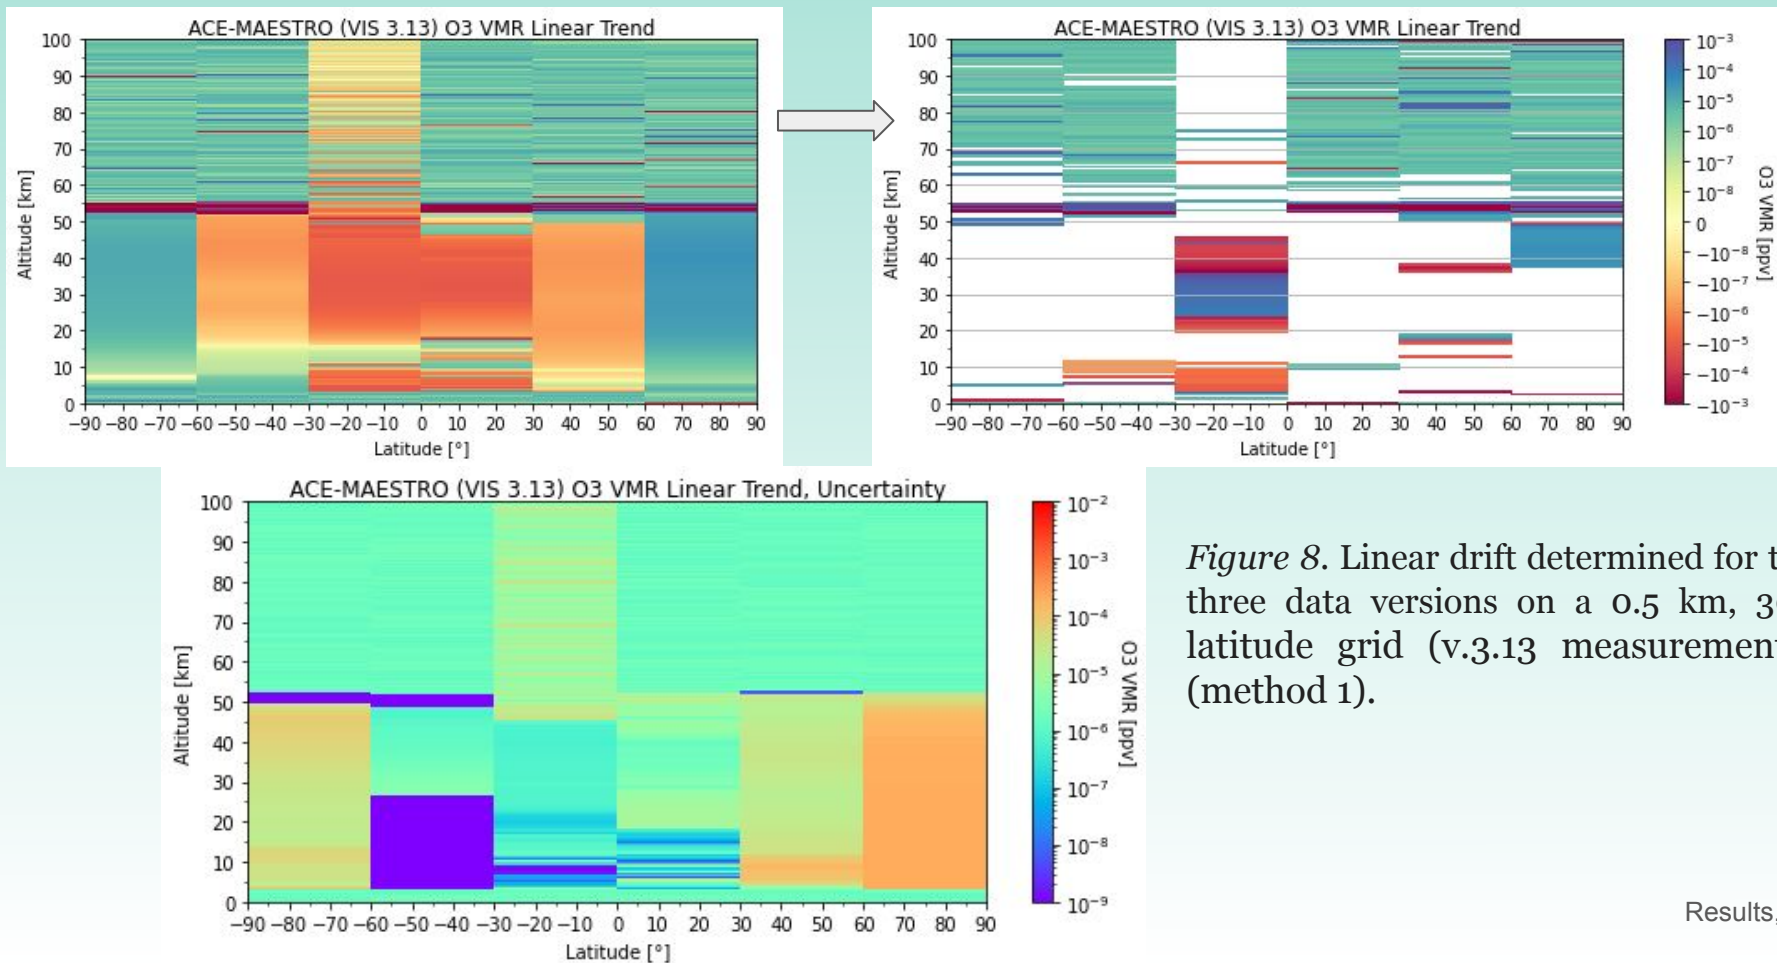 ACE-MAESTRO (VIS 3.13) O3 VMR Linear Trend
Altitude [km]
100
90
80
70
60
50
40
30
20
10
0
−90 −80 −70 −60 −50 −40 −30 −20 −10 0 10 20 30 40 50 60 70 80 90
Latitude [°]
ACE-MAESTRO (VIS 3.13) O3 VMR Linear Trend
Altitude [km]
100
90
80
70
60
50
40
30
20
10
0
−90 −80 −70 −60 −50 −40 −30 −20 −10 0 10 20 30 40 50 60 70 80 90
Latitude [°]
10⁻³
10⁻⁴
10⁻⁵
10⁻⁶
10⁻⁷
10⁻⁸
0
−10⁻⁸
−10⁻⁷
−10⁻⁶
−10⁻⁵
−10⁻⁴
−10⁻³
O3 VMR [ppv]
ACE-MAESTRO (VIS 3.13) O3 VMR Linear Trend, Uncertainty
Altitude [km]
100
90
80
70
60
50
40
30
20
10
0
−90 −80 −70 −60 −50 −40 −30 −20 −10 0 10 20 30 40 50 60 70 80 90
Latitude [°]
10⁻²
10⁻³
10⁻⁴
10⁻⁵
10⁻⁶
10⁻⁷
10⁻⁸
10⁻⁹
O3 VMR [ppv]
Figure 8. Linear drift determined for
three data versions on a 0.5 km,
latitude grid (v.3.13 measurement
(method 1).
Results,